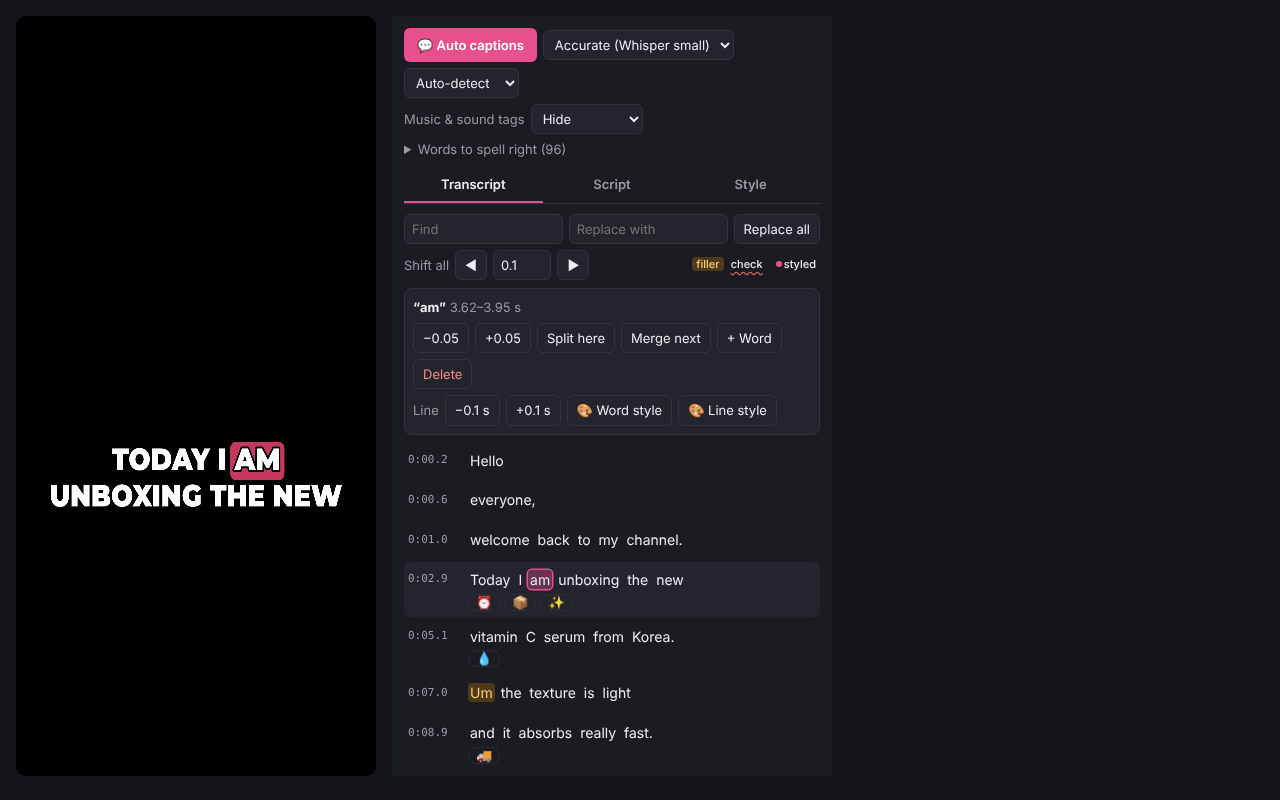 TODAY I AM
UNBOXING THE NEW
💬 Auto captions
Accurate (Whisper small)
Auto-detect
Music & sound tags
Hide
▶ Words to spell right (96)
Transcript
Script
Style
Find
Replace with
Replace all
Shift all
◀
0.1
▶
filler
check
styled
“am” 3.62–3.95 s
−0.05
+0.05
Split here
Merge next
+ Word
Delete
Line
−0.1 s
+0.1 s
🎨 Word style
🎨 Line style
0:00.2 Hello
0:00.6 everyone,
0:01.0 welcome back to my channel.
0:02.9 Today I am unboxing the new
⏰ 📦 ✨
0:05.1 vitamin C serum from Korea.
💧
0:07.0 Um the texture is light
0:08.9 and it absorbs really fast.
🚚